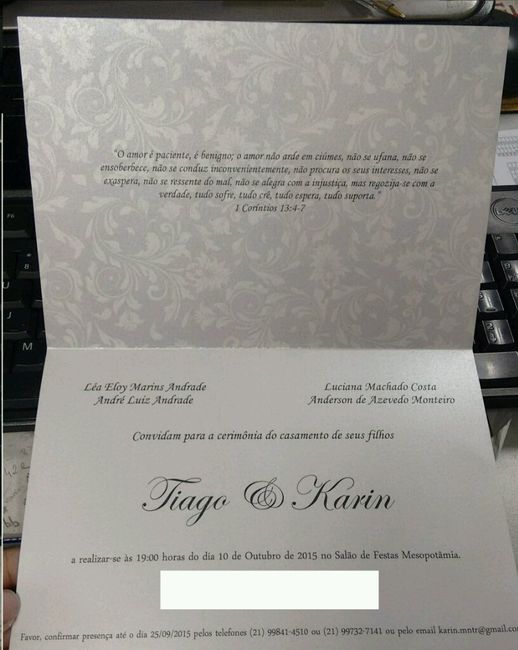 "O amor é paciente, é benigno; o amor não arde em ciúmes, não se ufana, não se
ensoberbece, não se conduz inconvenientemente, não procura os seus interesses, não se
exaspera, não se ressente do mal, não se alegra com a injustiça, mas regozija-se com a
verdade, tudo sofre, tudo crê, tudo espera, tudo suporta."
I Coríntios 13:4-7
Léa Eloy Marins Andrade
André Luiz Andrade
Luciana Machado Costa
Anderson de Azevedo Monteiro
Convidam para a cerimônia do casamento de seus filhos
Tiago & Karin
a realizar-se às 19:00 horas do dia 10 de Outubro de 2015 no Salão de Festas Mesopotâmia.
Favor, confirmar presença até o dia 25/09/2015 pelos telefones (21) 99841-4510 ou (21) 99732-7141 ou pelo email karin.mntr@gmail.com